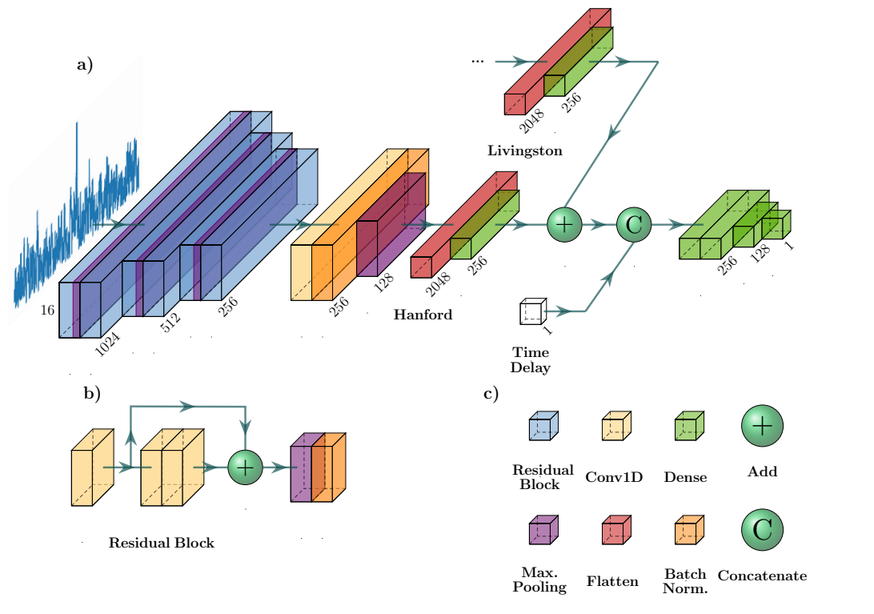 a)
...
2048
256
Livingston
16
1024
512
256
256
128
2048
256
Hanford
+
C
256
128
1
1
Time
Delay
b)
+
Residual Block
c)
+
Residual
Block
Conv1D
Dense
Add
C
Max.
Pooling
Flatten
Batch
Norm.
Concatenate